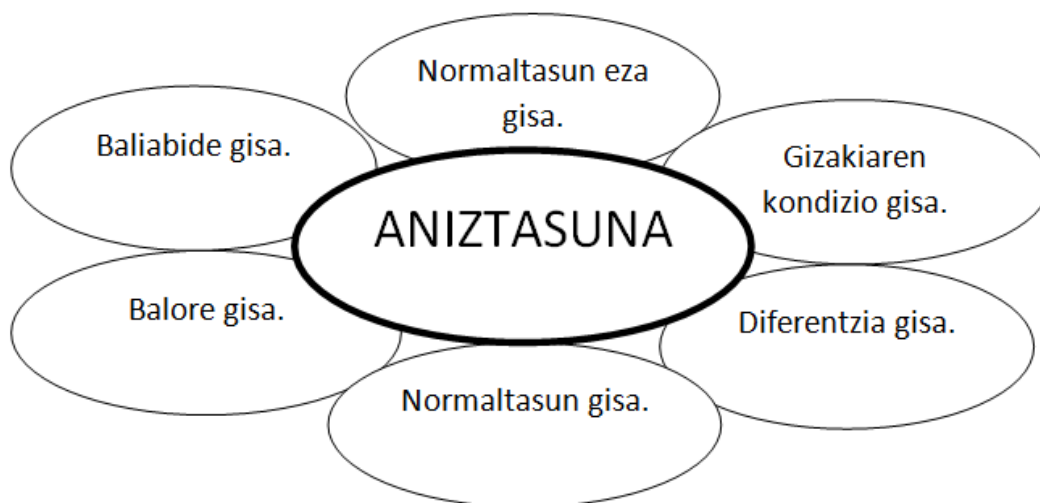 Normaltasun eza
gisa.
Baliabide gisa.
Gizakiaren
kondizio gisa.
ANIZTASUNA
Balore gisa.
Diferentzia gisa.
Normaltasun gisa.